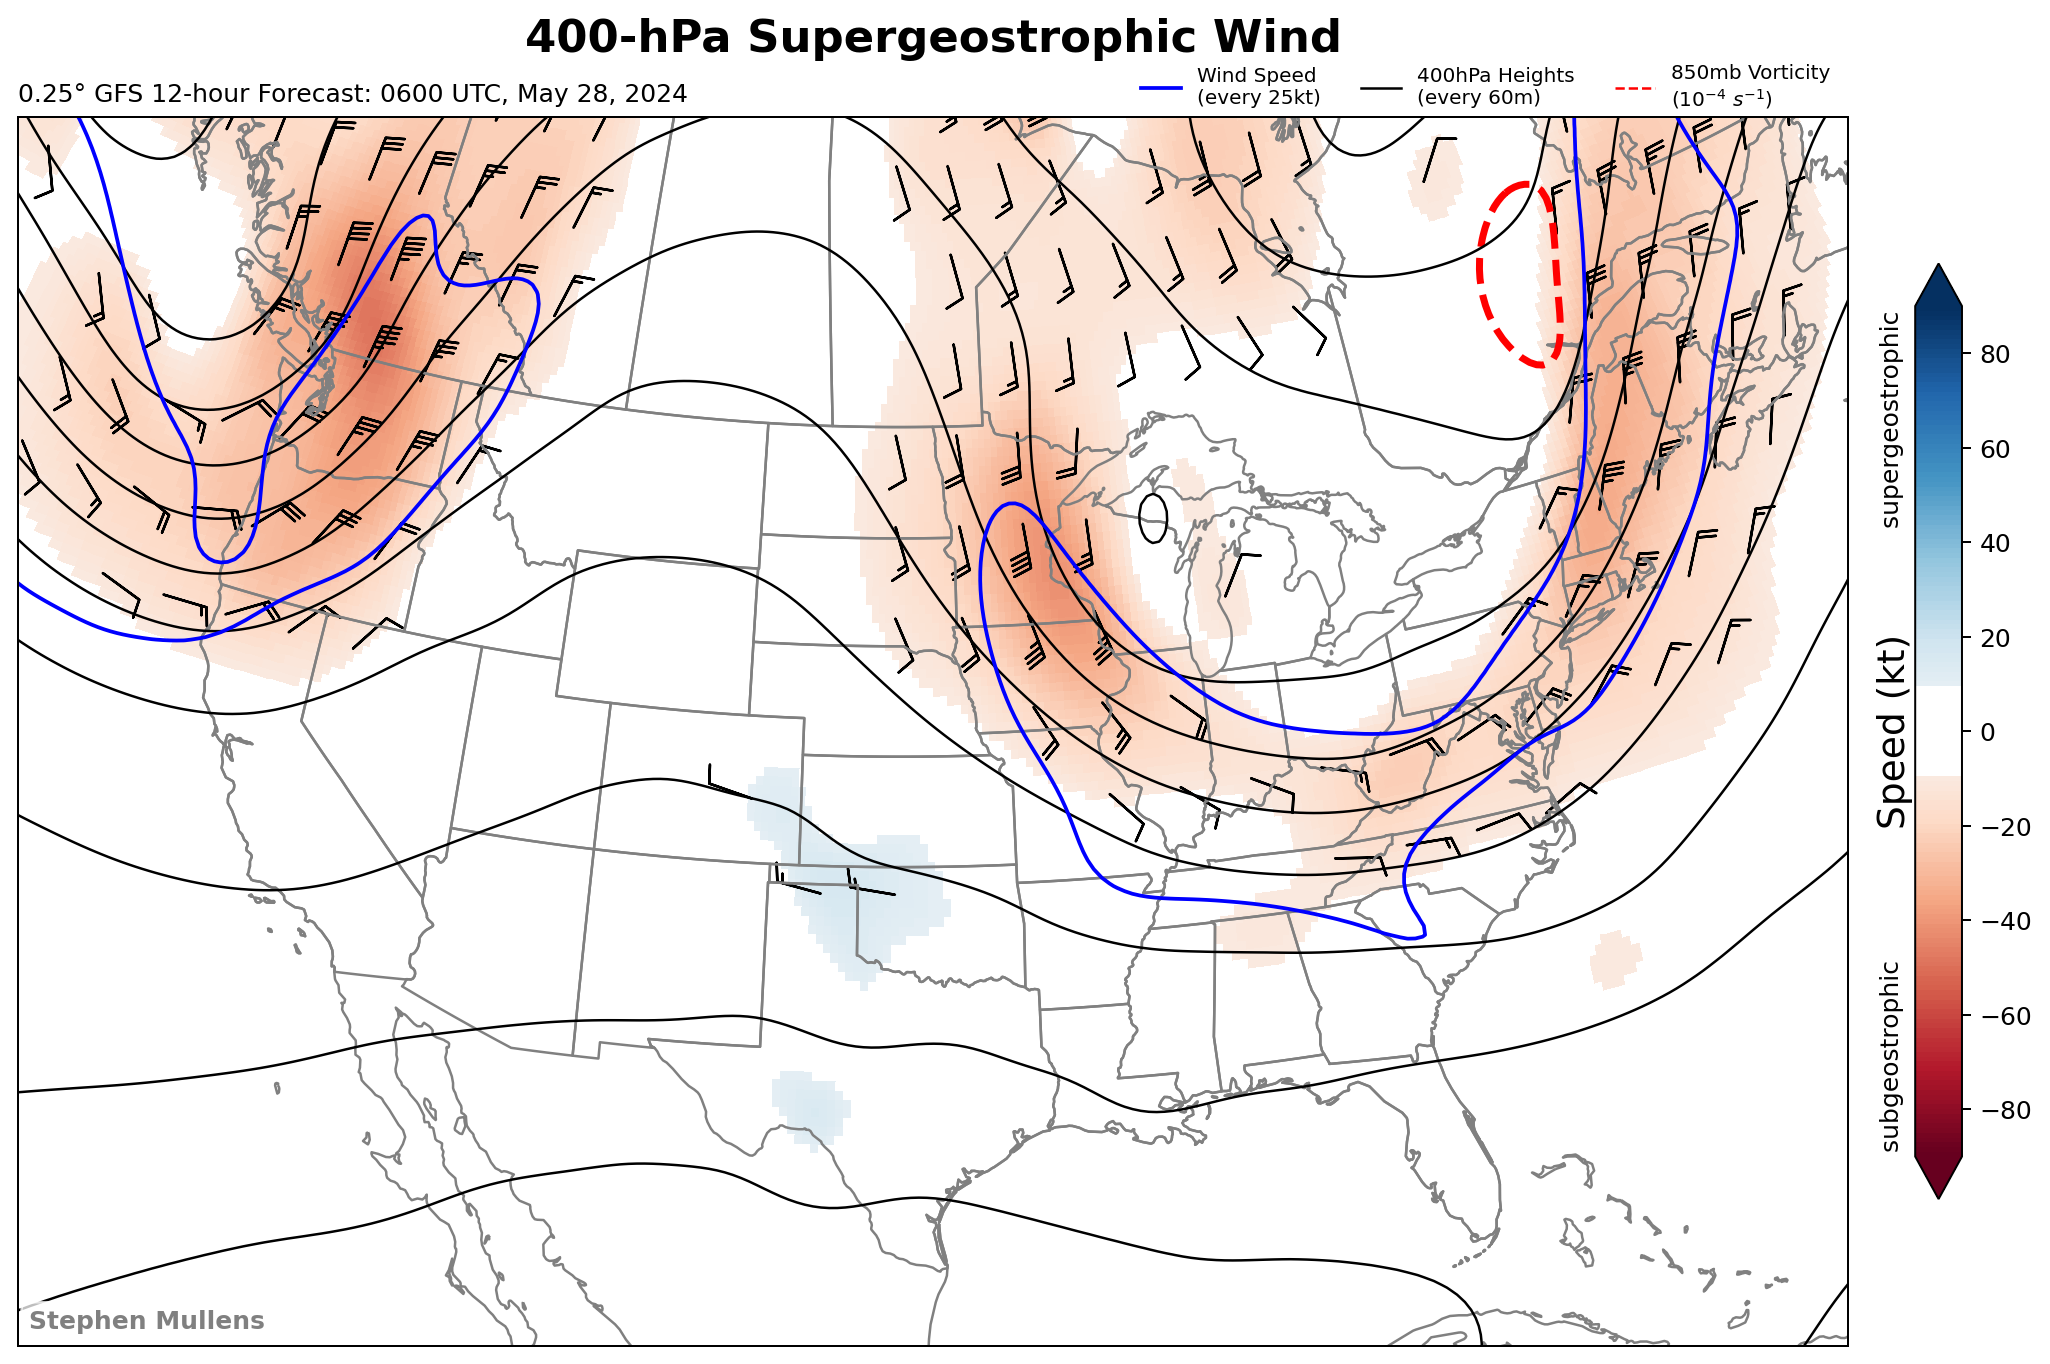 400-hPa Supergeostrophic Wind
0.25° GFS 12-hour Forecast: 0600 UTC, May 28, 2024
Wind Speed
(every 25kt)
400hPa Heights
(every 60m)
850mb Vorticity
(10⁻⁴ s⁻¹)
supergeostrophic
Speed (kt)
subgeostrophic
80
60
40
20
0
−20
−40
−60
−80
Stephen Mullens